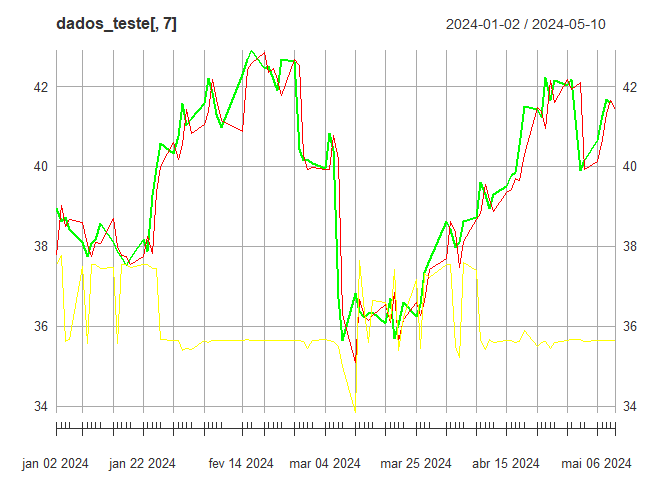 dados_teste[, 7]
2024-01-02 / 2024-05-10
42
42
40
40
38
38
36
36
34
34
jan 02 2024
jan 22 2024
fev 14 2024
mar 04 2024
mar 25 2024
abr 15 2024
mai 06 2024